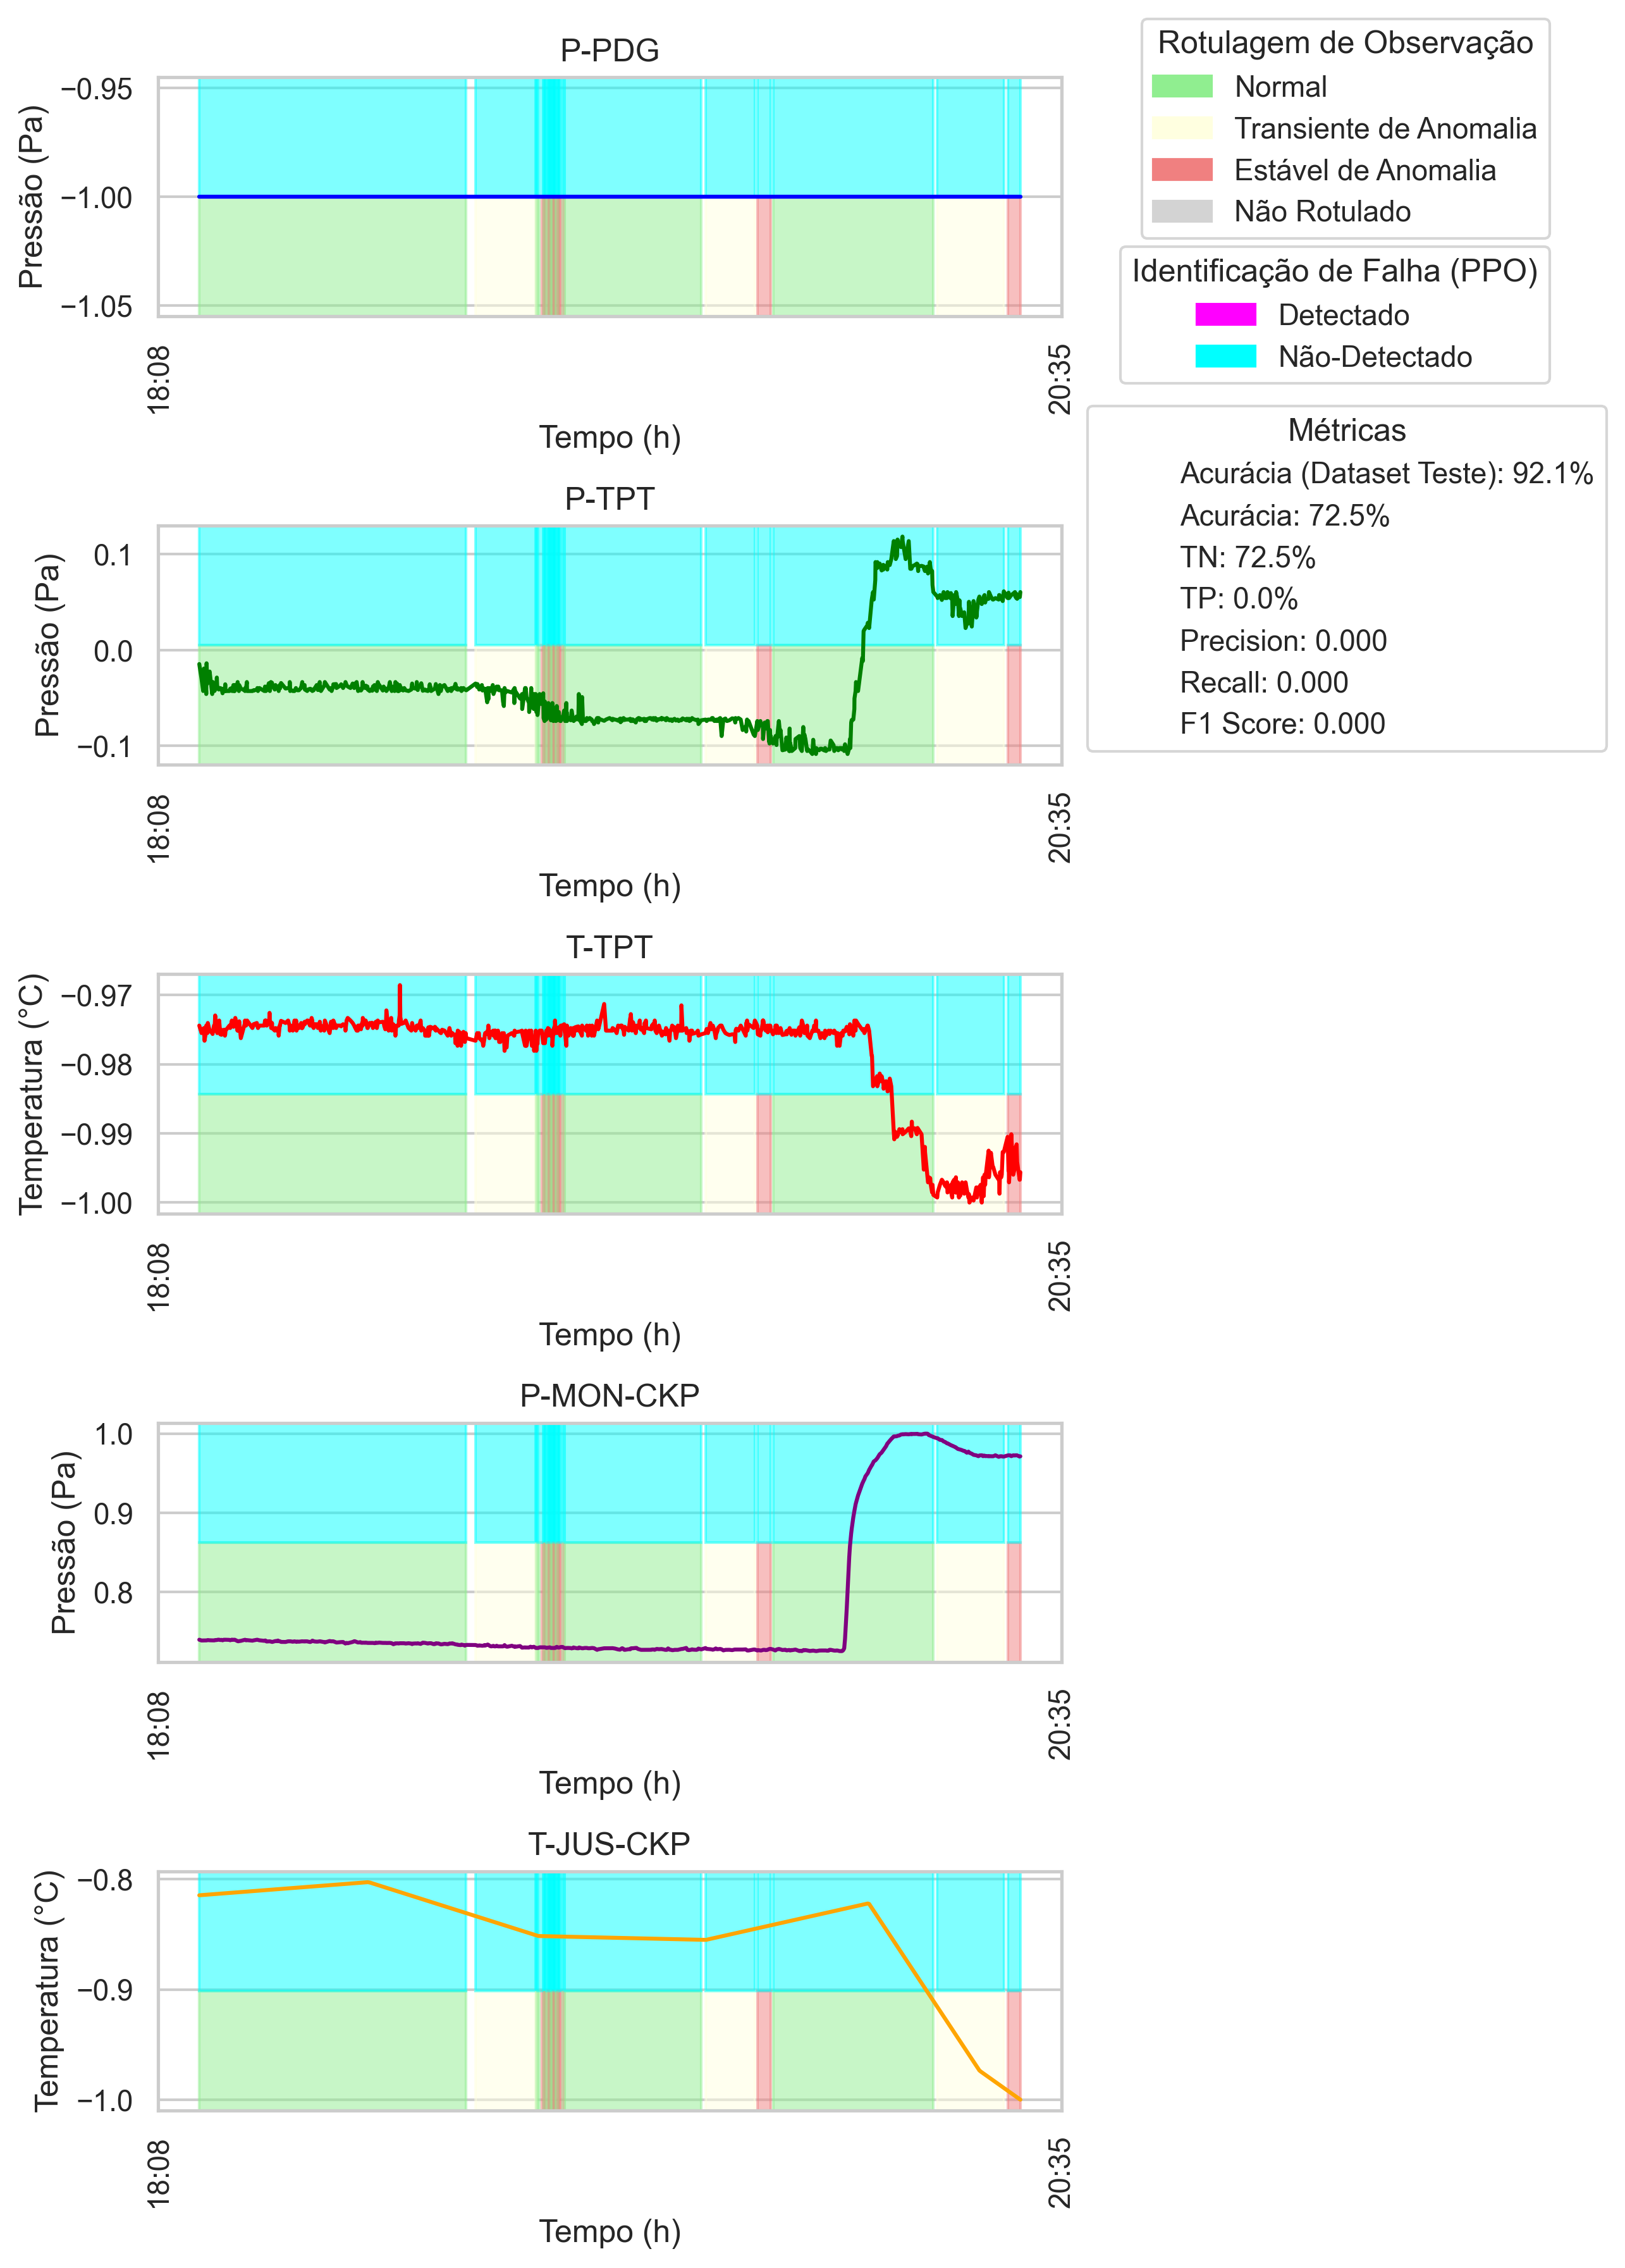 P-PDG
Pressão (Pa)
−0.95
−1.00
−1.05
18:08
20:35
Tempo (h)
Rotulagem de Observação
Normal
Transiente de Anomalia
Estável de Anomalia
Não Rotulado
Identificação de Falha (PPO)
Detectado
Não-Detectado
Métricas
Acurácia (Dataset Teste): 92.1%
Acurácia: 72.5%
TN: 72.5%
TP: 0.0%
Precision: 0.000
Recall: 0.000
F1 Score: 0.000
P-TPT
Pressão (Pa)
0.1
0.0
−0.1
18:08
20:35
Tempo (h)
T-TPT
Temperatura (°C)
−0.97
−0.98
−0.99
−1.00
18:08
20:35
Tempo (h)
P-MON-CKP
Pressão (Pa)
1.0
0.9
0.8
18:08
20:35
Tempo (h)
T-JUS-CKP
Temperatura (°C)
−0.8
−0.9
−1.0
18:08
20:35
Tempo (h)